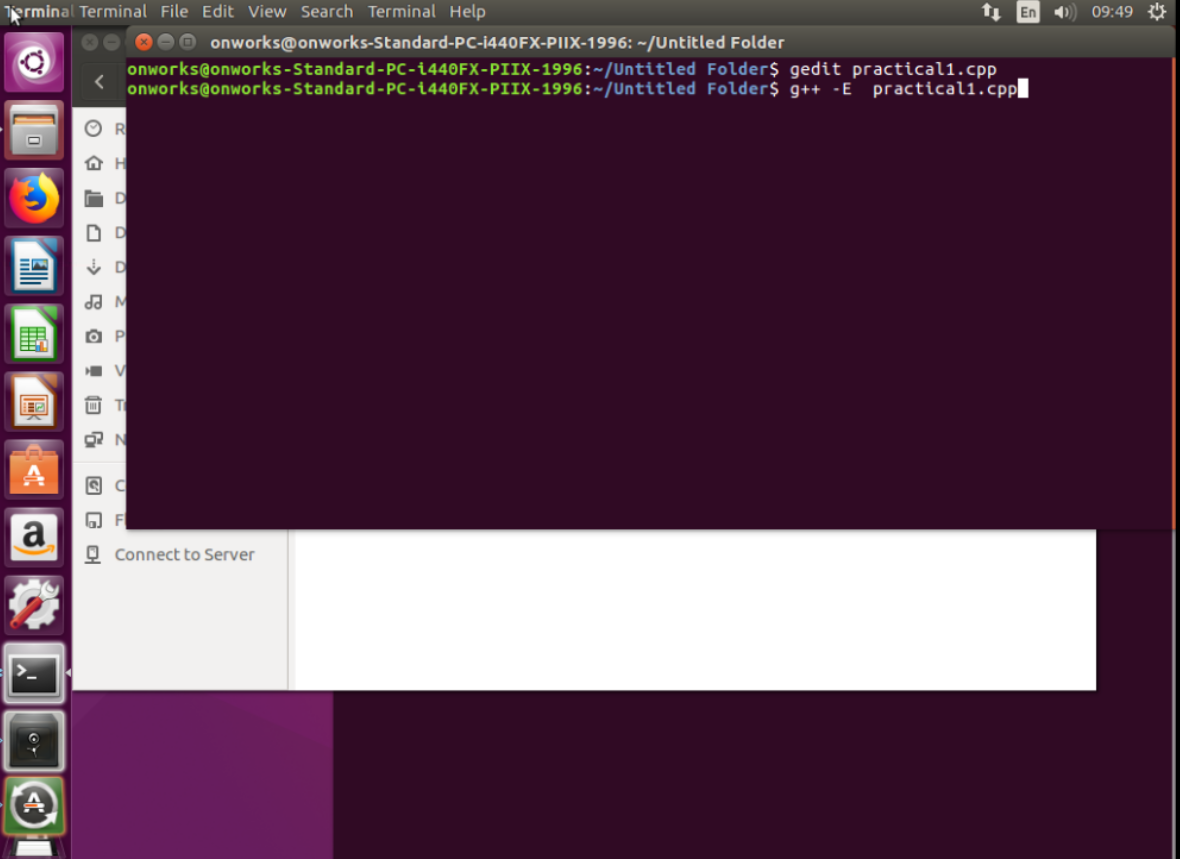 Terminal Terminal File Edit View Search Terminal Help En 09:49
onworks@onworks-Standard-PC-i440FX-PIIX-1996: ~/Untitled Folder
onworks@onworks-Standard-PC-i440FX-PIIX-1996:~/Untitled Folder$ gedit practical1.cpp
onworks@onworks-Standard-PC-i440FX-PIIX-1996:~/Untitled Folder$ g++ -E  practical1.cpp
R
H
D
D
D
M
P
V
T
N
C
F
Connect to Server